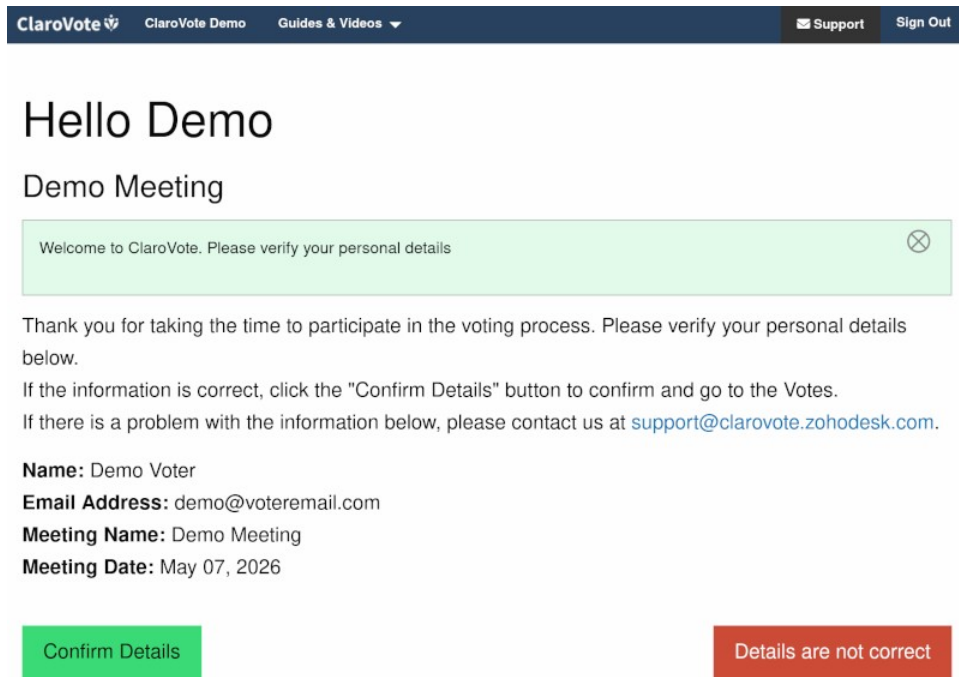 ClaroVote ClaroVote Demo Guides & Videos Support Sign Out
Hello Demo
Demo Meeting
Welcome to ClaroVote. Please verify your personal details
Thank you for taking the time to participate in the voting process. Please verify your personal details
below.
If the information is correct, click the "Confirm Details" button to confirm and go to the Votes.
If there is a problem with the information below, please contact us at support@clarovote.zohodesk.com.
Name: Demo Voter
Email Address: demo@voteremail.com
Meeting Name: Demo Meeting
Meeting Date: May 07, 2026
Confirm Details Details are not correct